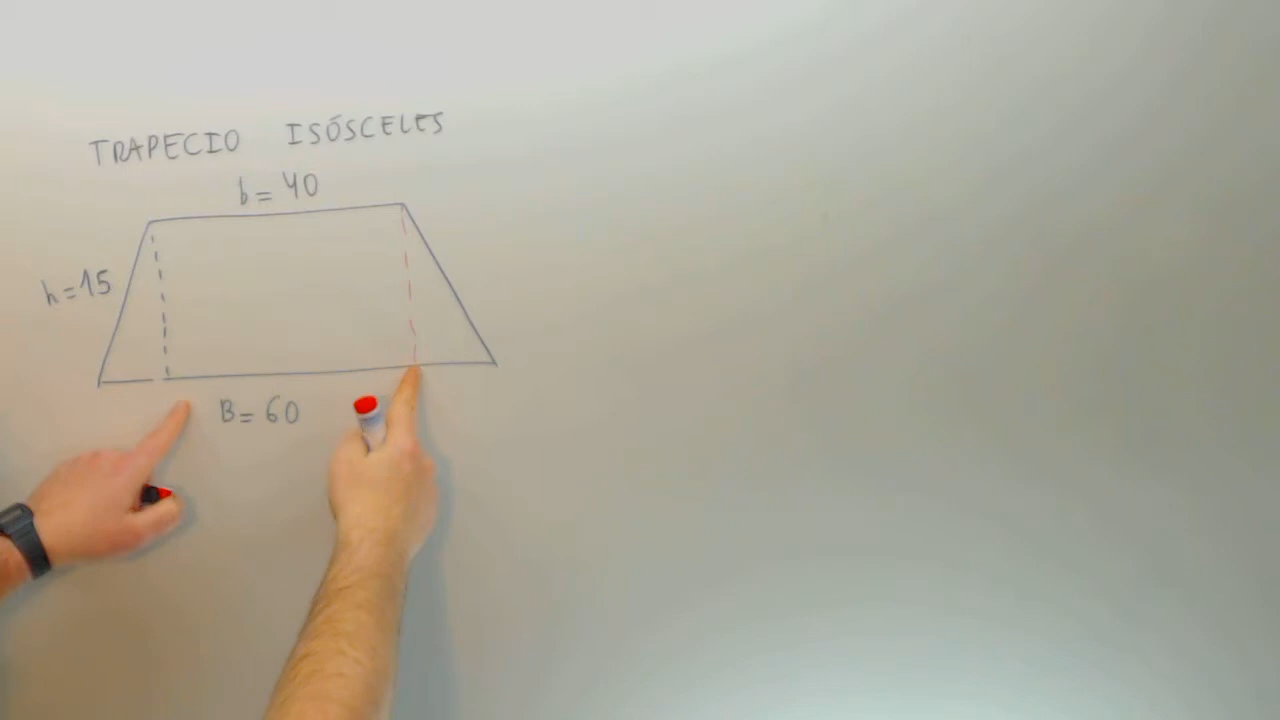 TRAPECIO ISÓSCELES
b = 40
h = 15
B = 60